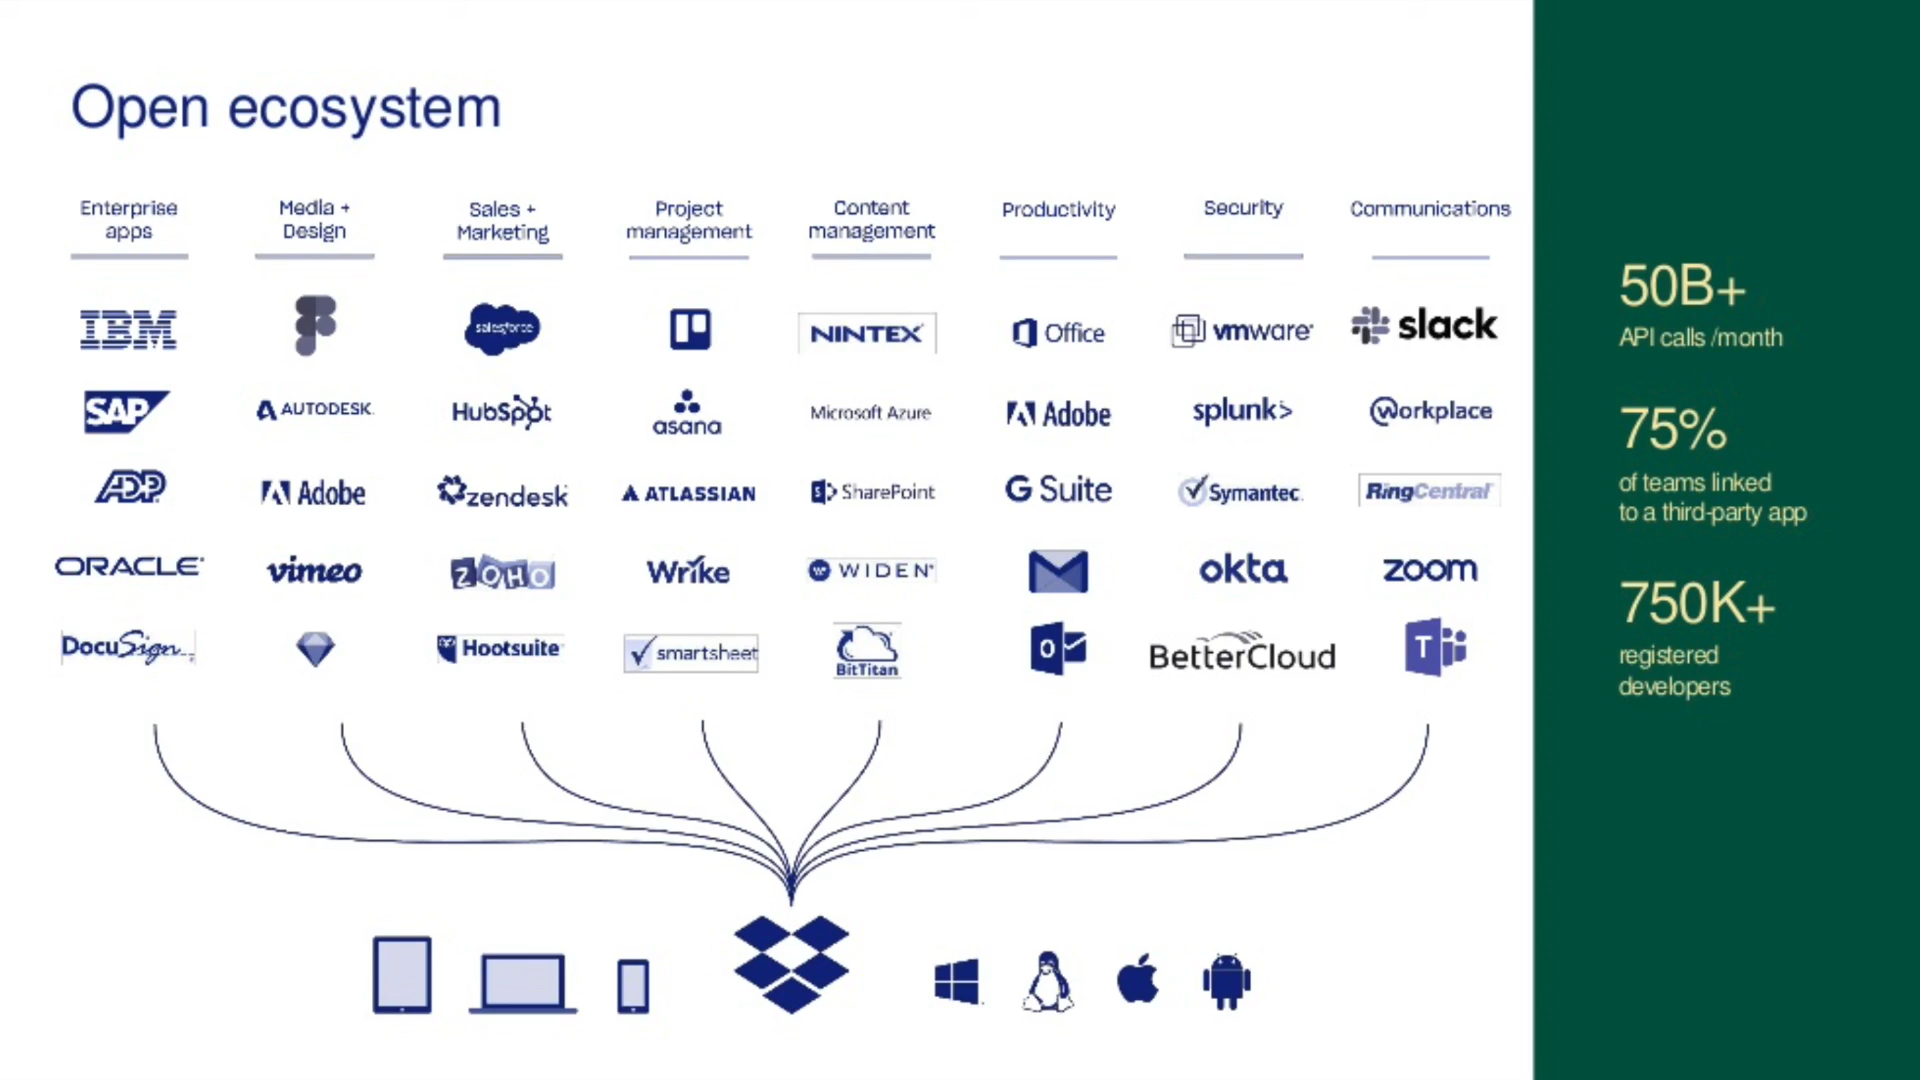 Open ecosystem
Enterprise
apps
Media +
Design
Sales +
Marketing
Project
management
Content
management
Productivity
Security
Communications
IBM
salesforce
NINTEX
Office
vmware
slack
SAP
AUTODESK
HubSpot
asana
Microsoft Azure
Adobe
splunk>
workplace
ADP
Adobe
zendesk
ATLASSIAN
SharePoint
G Suite
Symantec
RingCentral
ORACLE
vimeo
ZOHO
Wrike
WIDEN
okta
zoom
DocuSign
Hootsuite
smartsheet
BitTitan
O
BetterCloud
T
50B+
API calls /month
75%
of teams linked
to a third-party app
750K+
registered
developers